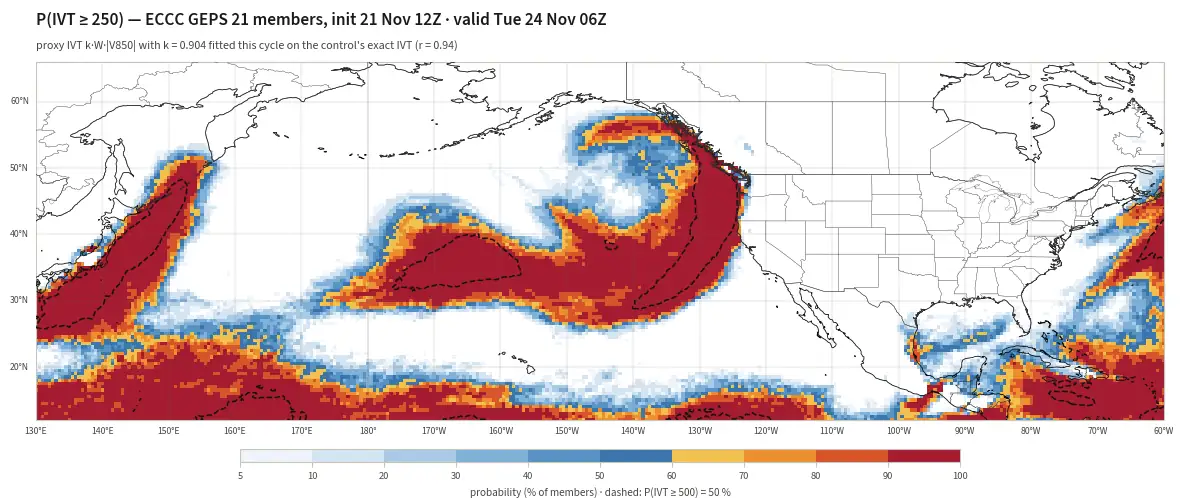 P(IVT ≥ 250) — ECCC GEPS 21 members, init 21 Nov 12Z · valid Tue 24 Nov 06Z
proxy IVT k·W·|V850| with k = 0.904 fitted this cycle on the control's exact IVT (r = 0.94)
60°N
50°N
40°N
30°N
20°N
130°E 140°E 150°E 160°E 170°E 180° 170°W 160°W 150°W 140°W 130°W 120°W 110°W 100°W 90°W 80°W 70°W 60°W
5 10 20 30 40 50 60 70 80 90 100
probability (% of members) · dashed: P(IVT ≥ 500) = 50 %